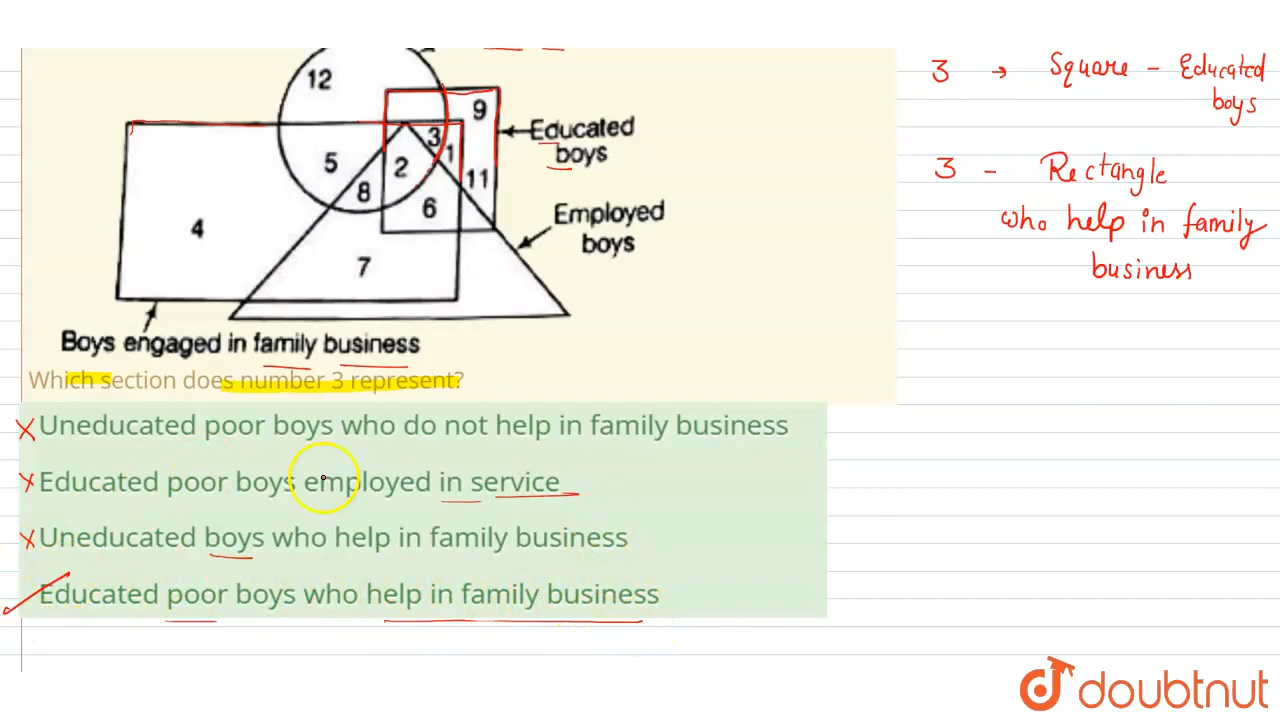 12
9
Educated
boys
3
1
5
2
8
11
6
4
7
Employed
boys
Boys engaged in family business
Which section does number 3 represent?
Uneducated poor boys who do not help in family business
Educated poor boys employed in service
Uneducated boys who help in family business
Educated poor boys who help in family business
3 → Square - Educated
boys
3 - Rectangle
who help in family
business
doubtnut